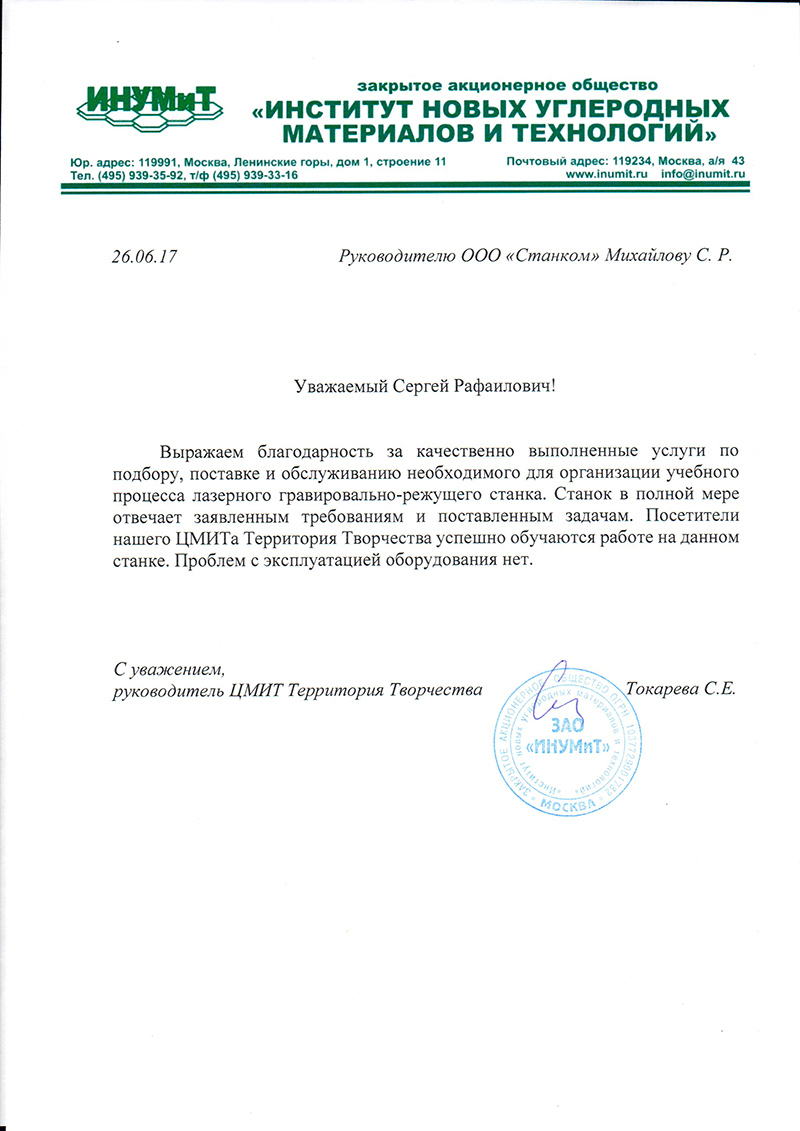 ИНУМиТ
закрытое акционерное общество
«ИНСТИТУТ НОВЫХ УГЛЕРОДНЫХ
МАТЕРИАЛОВ И ТЕХНОЛОГИЙ»
Юр. адрес: 119991, Москва, Ленинские горы, дом 1, строение 11
Тел. (495) 939-35-92, т/ф (495) 939-33-16
Почтовый адрес: 119234, Москва, а/я 43
www.inumit.ru info@inumit.ru
26.06.17
Руководителю ООО «Станком» Михайлову С. Р.
Уважаемый Сергей Рафаилович!
Выражаем благодарность за качественно выполненные услуги по
подбору, поставке и обслуживанию необходимого для организации учебного
процесса лазерного гравировально-режущего станка. Станок в полной мере
отвечает заявленным требованиям и поставленным задачам. Посетители
нашего ЦМИТа Территория Творчества успешно обучаются работе на данном
станке. Проблем с эксплуатацией оборудования нет.
С уважением,
руководитель ЦМИТ Территория Творчества
Токарева С.Е.
ЗАКРЫТОЕ АКЦИОНЕРНОЕ ОБЩЕСТВО ОГРН
«Институт новых углеродных материалов и технологий»
ЗАО
«ИНУМиТ»
МОСКВА